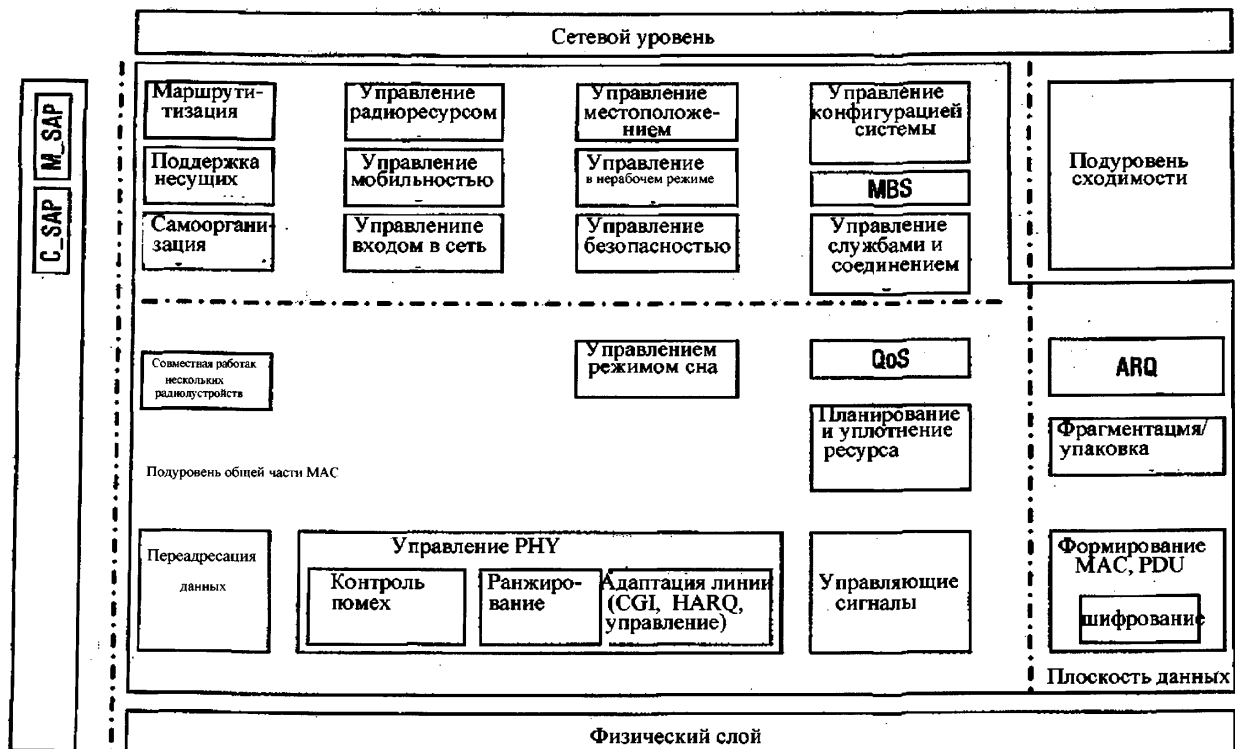 Сетевой уровень
M_SAP
C_SAP
Маршрути-
тизация
Управление
радиоресурсом
Управление
местоположе-
нием
Управление
конфигурацией
системы
Поддержка
несущих
Управление
мобильностью
Управление
в нерабочем режиме
MBS
Подуровень
сходимости
Самооргани-
зация
Управленипе
входом в сеть
Управление
безопасностью
Управление
службами и
соединением
Совместная работак
нескольких
радиолустройств
Управлением
режимом сна
QoS
ARQ
Планирование
и уплотнение
ресурса
Фрагментацмя/
упаковка
Подуровень общей части MAC
Переадресация
данных
Управление PHY
Контроль
помех
Ранжиро-
вание
Адаптация линии
(CGI, HARQ,
управление)
Управляющие
сигналы
Формирование
MAC, PDU
шифрование
Плоскость данных
Физический слой